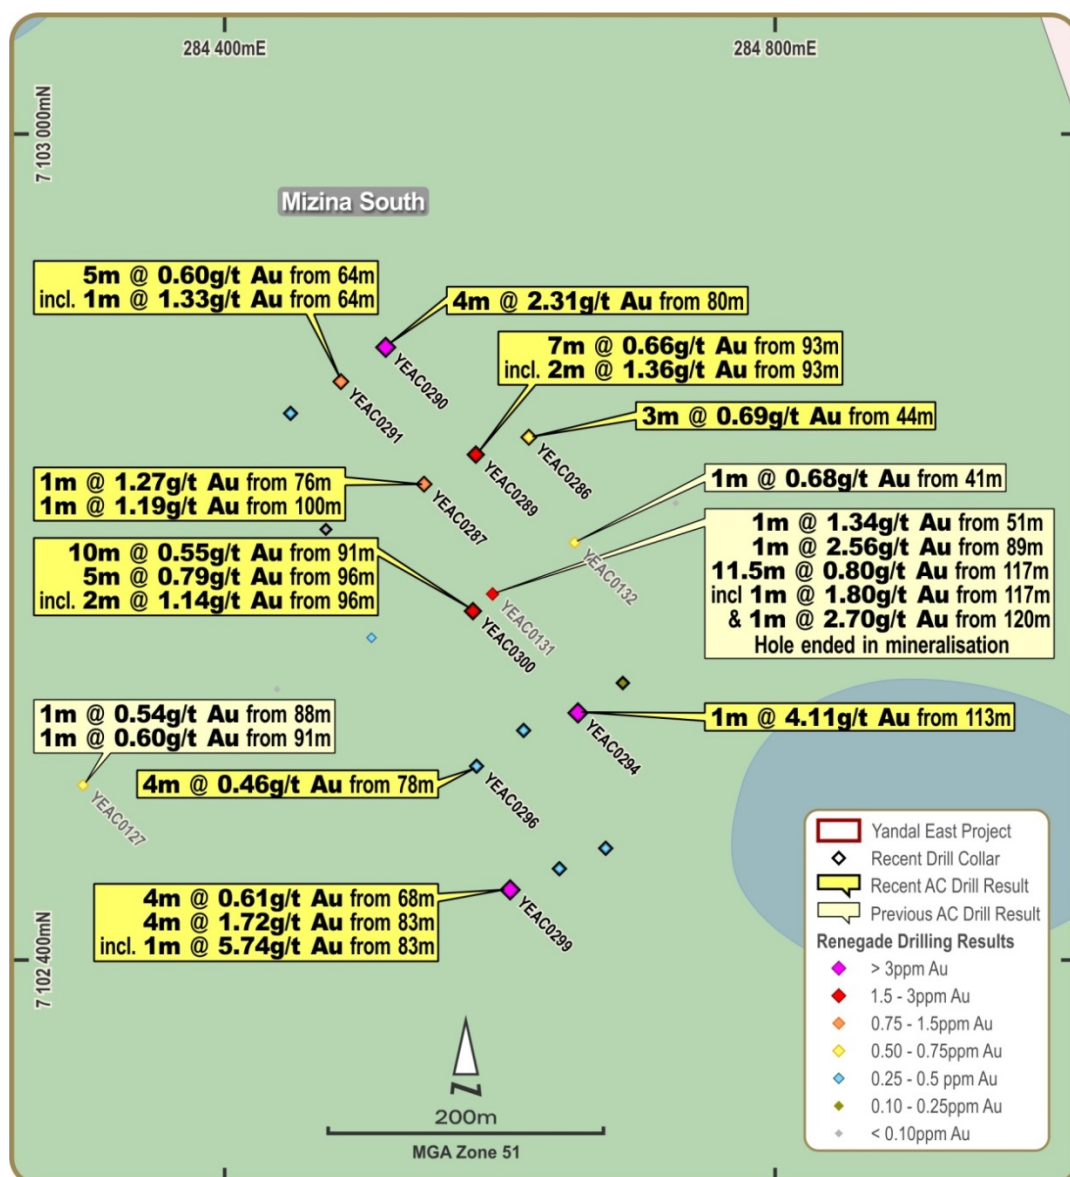 284 400mE
284 800mE
7 103 000mN
Mizina South
5m @ 0.60g/t Au from 64m
incl. 1m @ 1.33g/t Au from 64m
4m @ 2.31g/t Au from 80m
YEAC0290
7m @ 0.66g/t Au from 93m
incl. 2m @ 1.36g/t Au from 93m
YEAC0291
3m @ 0.69g/t Au from 44m
YEAC0286
YEAC0289
1m @ 1.27g/t Au from 76m
1m @ 1.19g/t Au from 100m
YEAC0287
1m @ 0.68g/t Au from 41m
YEAC0132
10m @ 0.55g/t Au from 91m
5m @ 0.79g/t Au from 96m
incl. 2m @ 1.14g/t Au from 96m
1m @ 1.34g/t Au from 51m
1m @ 2.56g/t Au from 89m
11.5m @ 0.80g/t Au from 117m
incl 1m @ 1.80g/t Au from 117m
& 1m @ 2.70g/t Au from 120m
Hole ended in mineralisation
YEAC0131
YEAC0300
1m @ 0.54g/t Au from 88m
1m @ 0.60g/t Au from 91m
YEAC0127
1m @ 4.11g/t Au from 113m
YEAC0294
4m @ 0.46g/t Au from 78m
YEAC0296
4m @ 0.61g/t Au from 68m
4m @ 1.72g/t Au from 83m
incl. 1m @ 5.74g/t Au from 83m
YEAC0299
7 102 400mN
N
200m
MGA Zone 51
Yandal East Project
Recent Drill Collar
Recent AC Drill Result
Previous AC Drill Result
Renegade Drilling Results
> 3ppm Au
1.5 - 3ppm Au
0.75 - 1.5ppm Au
0.50 - 0.75ppm Au
0.25 - 0.5 ppm Au
0.10 - 0.25ppm Au
< 0.10ppm Au